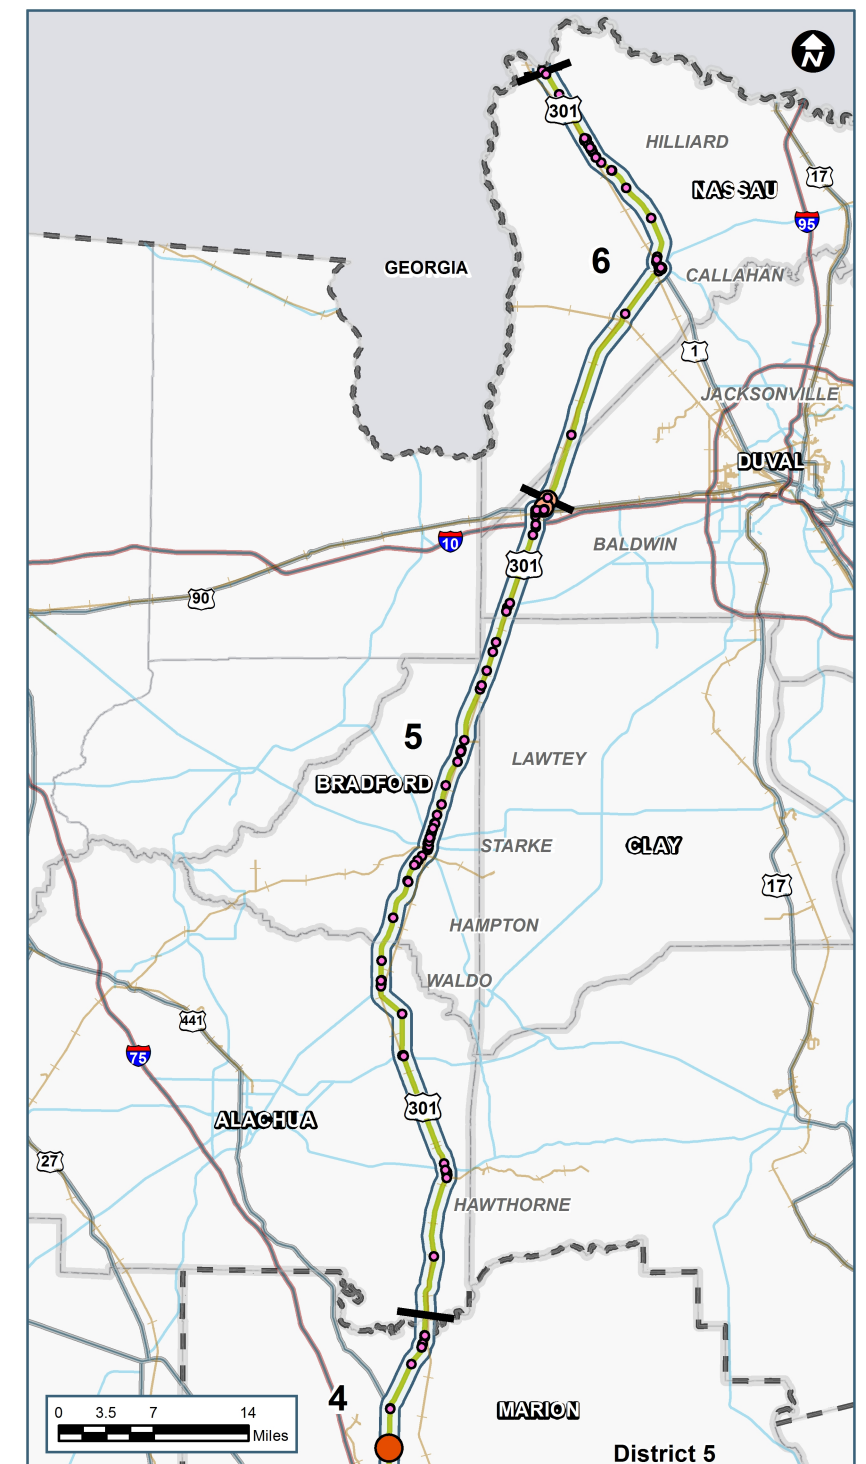 N
301
HILLIARD
17
NASSAU
95
6
GEORGIA
CALLAHAN
1
JACKSONVILLE
DUVAL
10
BALDWIN
301
90
5
LAWTEY
BRADFORD
STARKE
CLAY
17
HAMPTON
WALDO
441
75
301
ALACHUA
27
HAWTHORNE
4
MARION
0 3.5 7 14
Miles
District 5